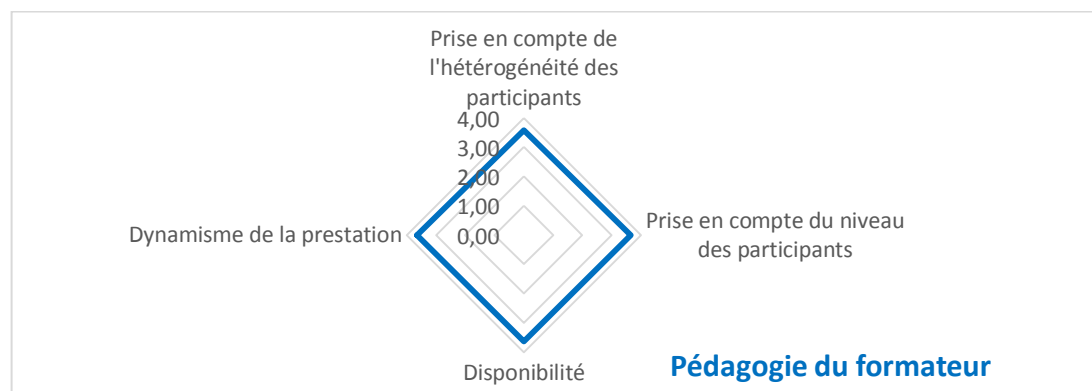 Prise en compte de
l'hétérogénéité des
participants
4,00
3,00
2,00
1,00
0,00
Dynamisme de la prestation
Prise en compte du niveau
des participants
Disponibilité
Pédagogie du formateur